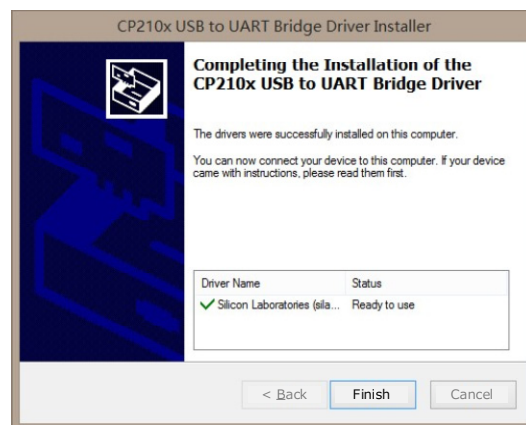 CP210x USB to UART Bridge Driver Installer
Completing the Installation of the
CP210x USB to UART Bridge Driver
The drivers were successfully installed on this computer.
You can now connect your device to this computer. If your device
came with instructions, please read them first.
Driver Name Status
Silicon Laboratories (sila... Ready to use
< Back Finish Cancel